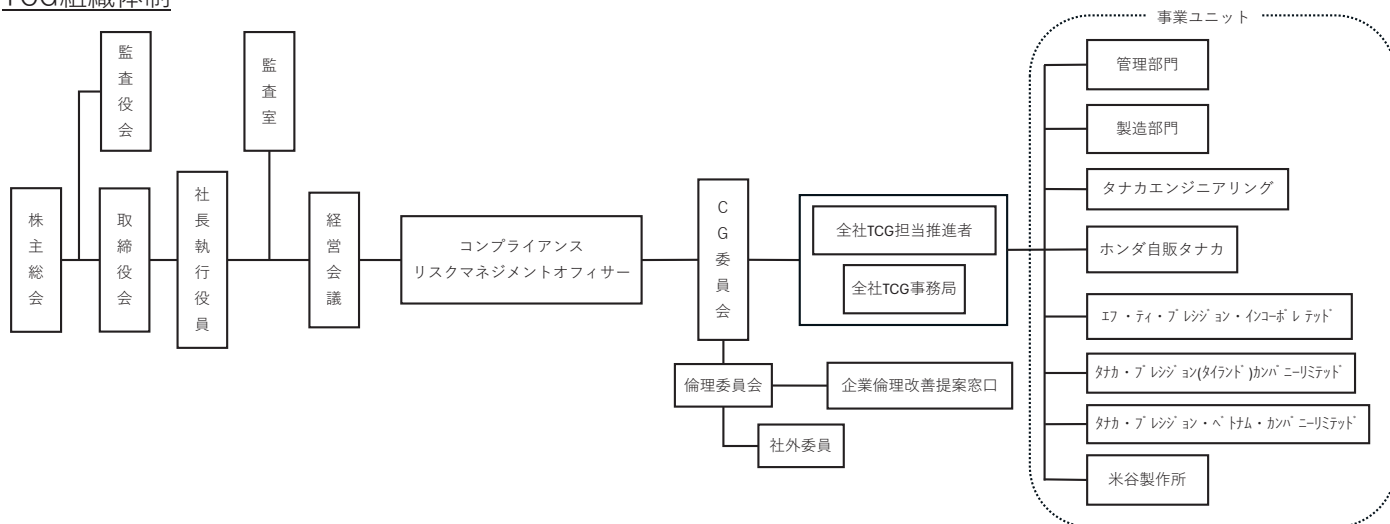 TCG組織体制
事業ユニット
監査役会
監査室
株主総会
取締役会
社長執行役員
経営会議
コンプライアンス
リスクマネジメントオフィサー
CG委員会
全社TCG担当推進者
全社TCG事務局
倫理委員会
企業倫理改善提案窓口
社外委員
管理部門
製造部門
タナカエンジニアリング
ホンダ自販タナカ
ｴﾌ・ティ・ﾌﾟﾚｼｼﾞｮﾝ・ｲﾝｺｰﾎﾟﾚテッド
ﾀﾅｶ・ﾌﾟﾚｼｼﾞｮﾝ(ﾀｲﾗﾝﾄﾞ)ｶﾝﾊﾟﾆｰﾘﾐﾃｯﾄﾞ
ﾀﾅｶ・ﾌﾟﾚｼｼﾞｮﾝ・ﾍﾞﾄﾅﾑ・ｶﾝﾊﾟﾆｰﾘﾐﾃｯﾄﾞ
米谷製作所